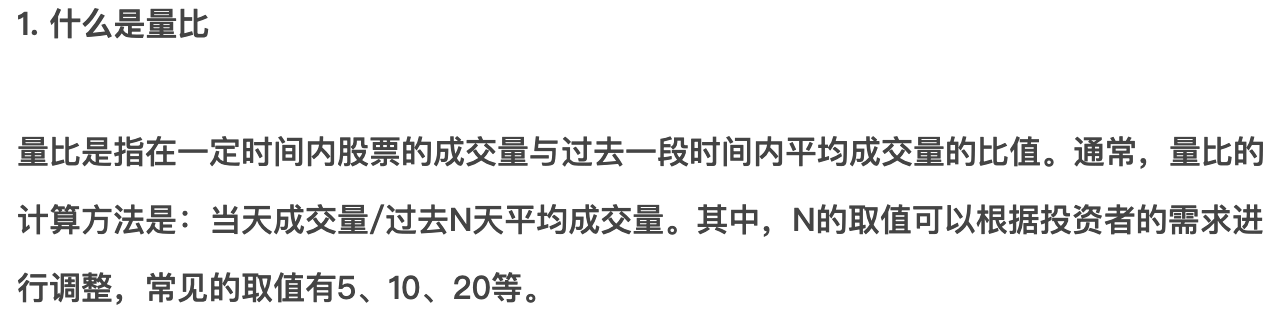 1. 什么是量比
量比是指在一定时间内股票的成交量与过去一段时间内平均成交量的比值。通常，量比的
计算方法是：当天成交量/过去N天平均成交量。其中，N的取值可以根据投资者的需求进
行调整，常见的取值有5、10、20等。